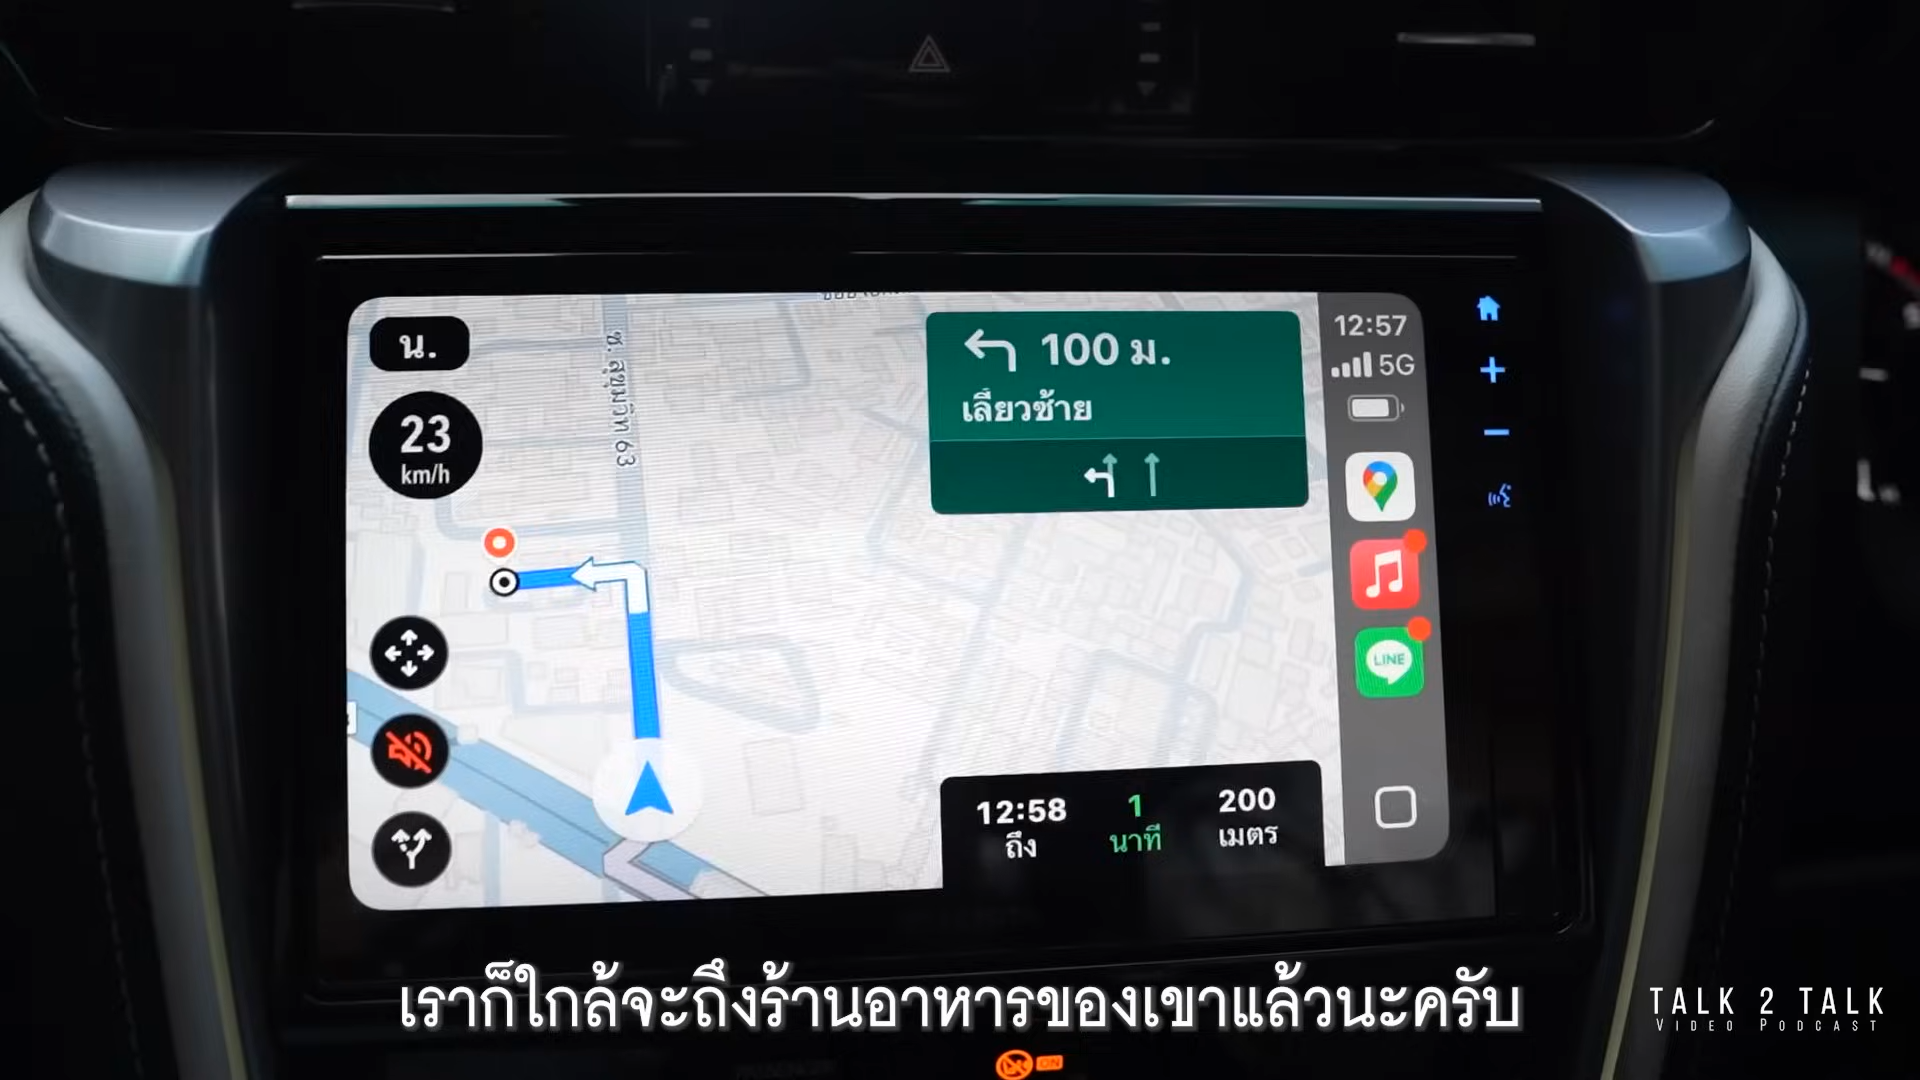 น.
23
km/h
ซ. สุขุมวิท 63
100 ม.
เลี้ยวซ้าย
12:57
5G
LINE
12:58
ถึง
1
นาที
200
เมตร
เราก็ใกล้จะถึงร้านอาหารของเขาแล้วนะครับ
TALK 2 TALK
VIDEO PODCAST
ON